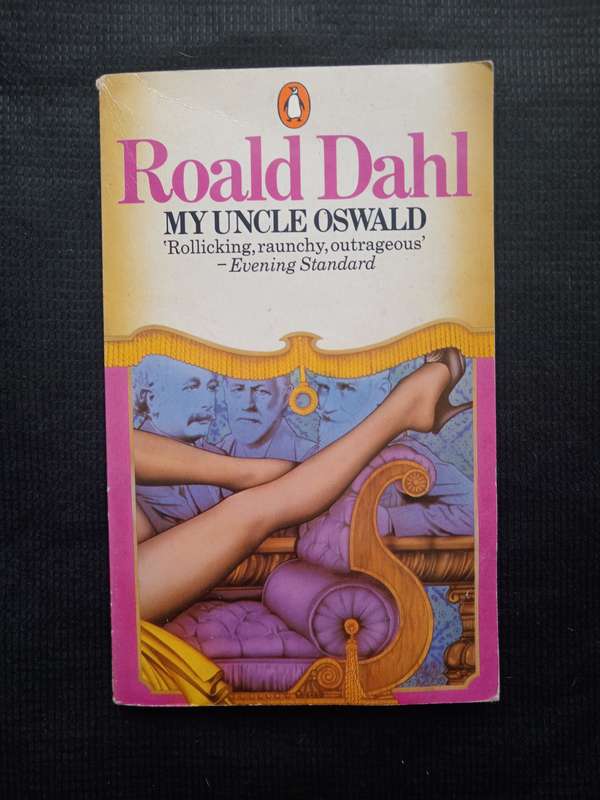 Roald Dahl
MY UNCLE OSWALD
‘Rollicking, raunchy, outrageous’
– Evening Standard